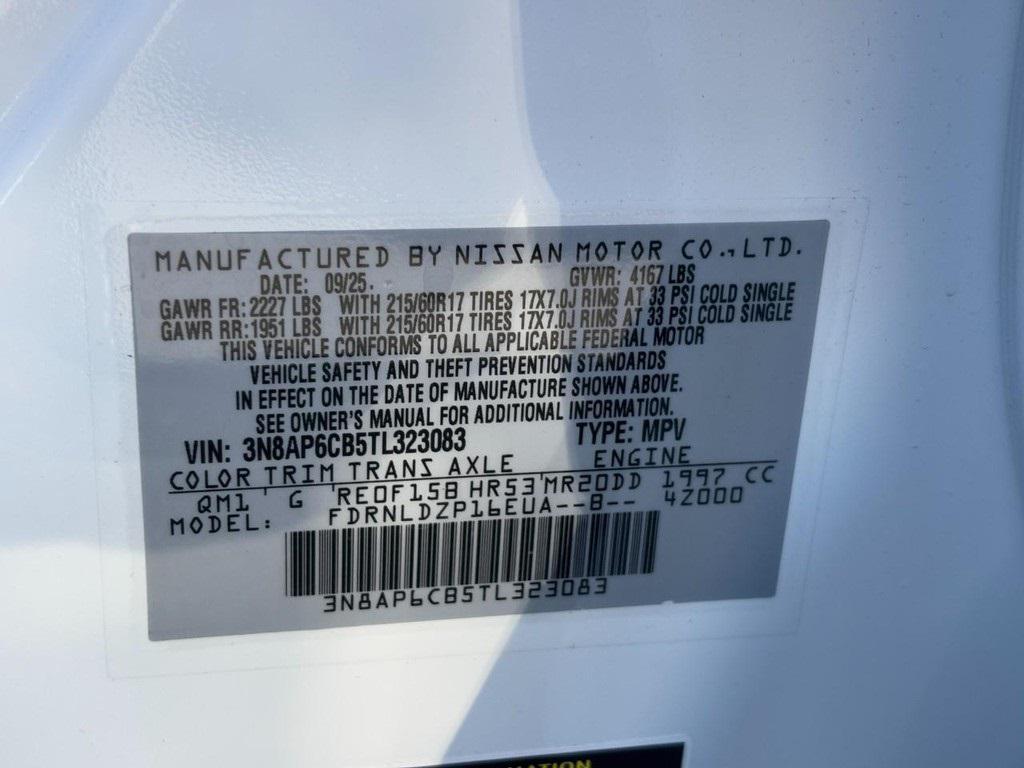 MANUFACTURED BY NISSAN MOTOR CO., LTD.
DATE: 09/25. GVWR: 4167 LBS
GAWR FR: 2227 LBS WITH 215/60R17 TIRES 17X7.0J RIMS AT 33 PSI COLD SINGLE
GAWR RR: 1951 LBS WITH 215/60R17 TIRES 17X7.0J RIMS AT 33 PSI COLD SINGLE
THIS VEHICLE CONFORMS TO ALL APPLICABLE FEDERAL MOTOR
VEHICLE SAFETY AND THEFT PREVENTION STANDARDS
IN EFFECT ON THE DATE OF MANUFACTURE SHOWN ABOVE.
SEE OWNER'S MANUAL FOR ADDITIONAL INFORMATION.
VIN: 3N8AP6CB5TL323083 TYPE: MPV
COLOR TRIM TRANS AXLE ENGINE
QM1 G RE0F15B HR53 MR20DD 1997 CC
MODEL: FDRNLDZP16EUA--B-- 4Z000
3N8AP6CB5TL323083